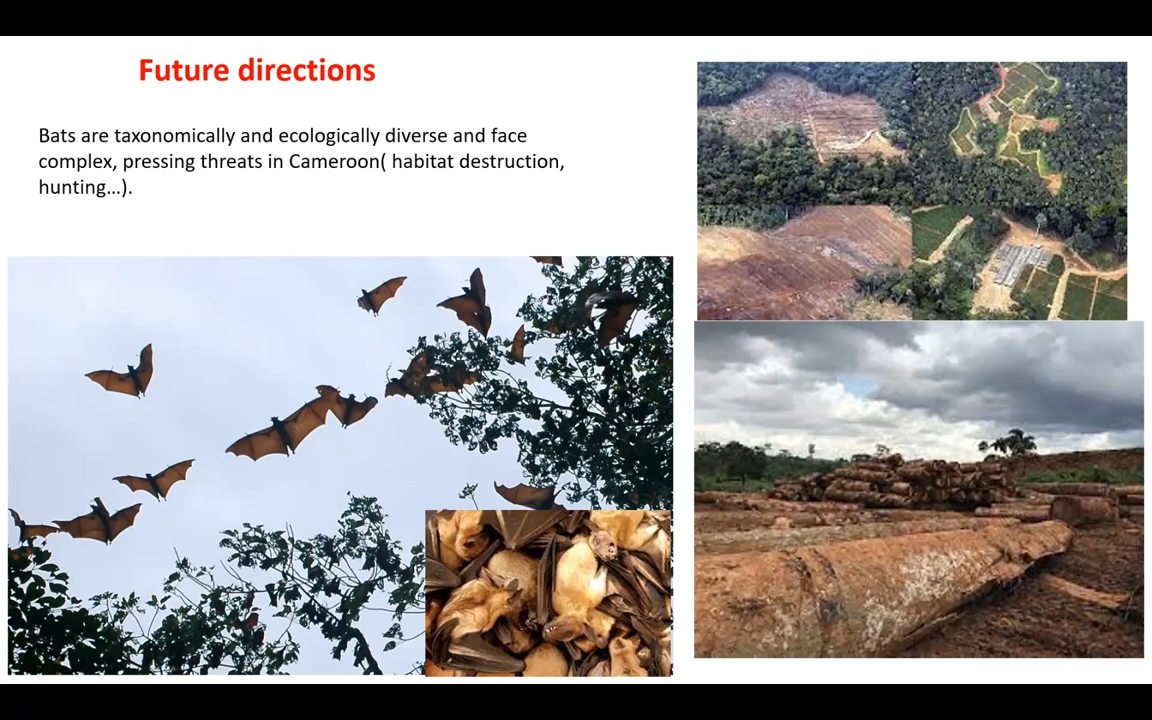 Future directions
Bats are taxonomically and ecologically diverse and face
complex, pressing threats in Cameroon( habitat destruction,
hunting...).